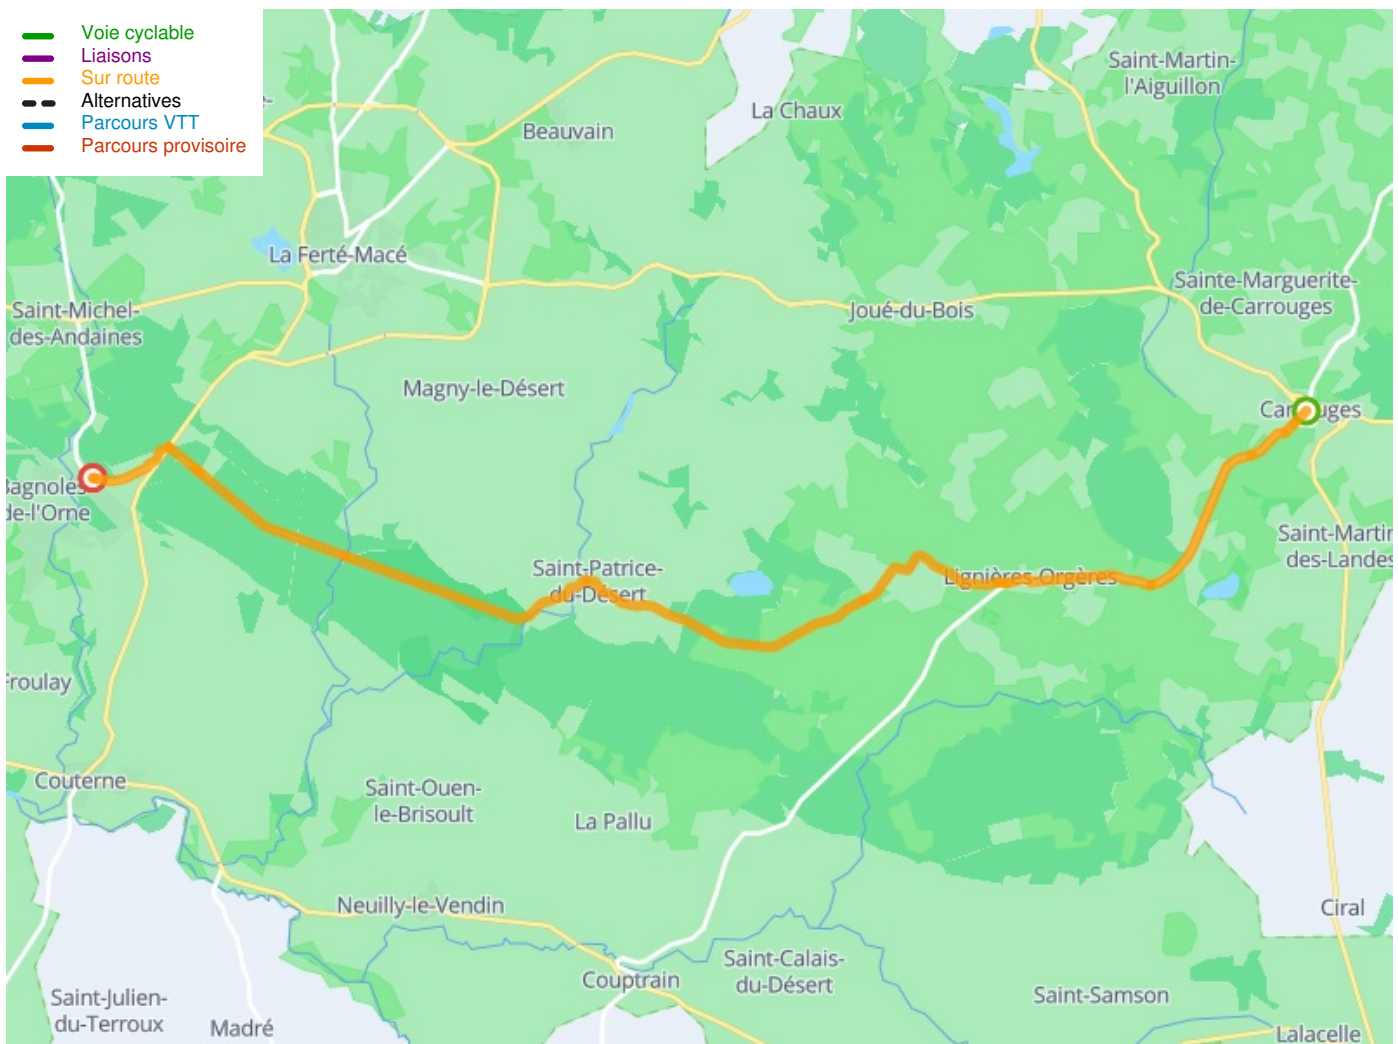 Voie cyclable
Liaisons
Sur route
Alternatives
Parcours VTT
Parcours provisoire
Saint-Martin-
l'Aiguillon
La Chaux
Beauvain
La Ferté-Macé
Sainte-Marguerite-
de-Carrouges
Saint-Michel-
des-Andaines
Joué-du-Bois
Magny-le-Désert
Carrouges
Bagnoles-
de-l'Orne
Saint-Martin-
des-Landes
Saint-Patrice-
du-Désert
Lignières-Orgères
Froulay
Couterne
Saint-Ouen-
le-Brisoult
La Pallu
Neuilly-le-Vendin
Ciral
Saint-Calais-
du-Désert
Couptrain
Saint-Samson
Saint-Julien-
du-Terroux
Madré
Lalacelle